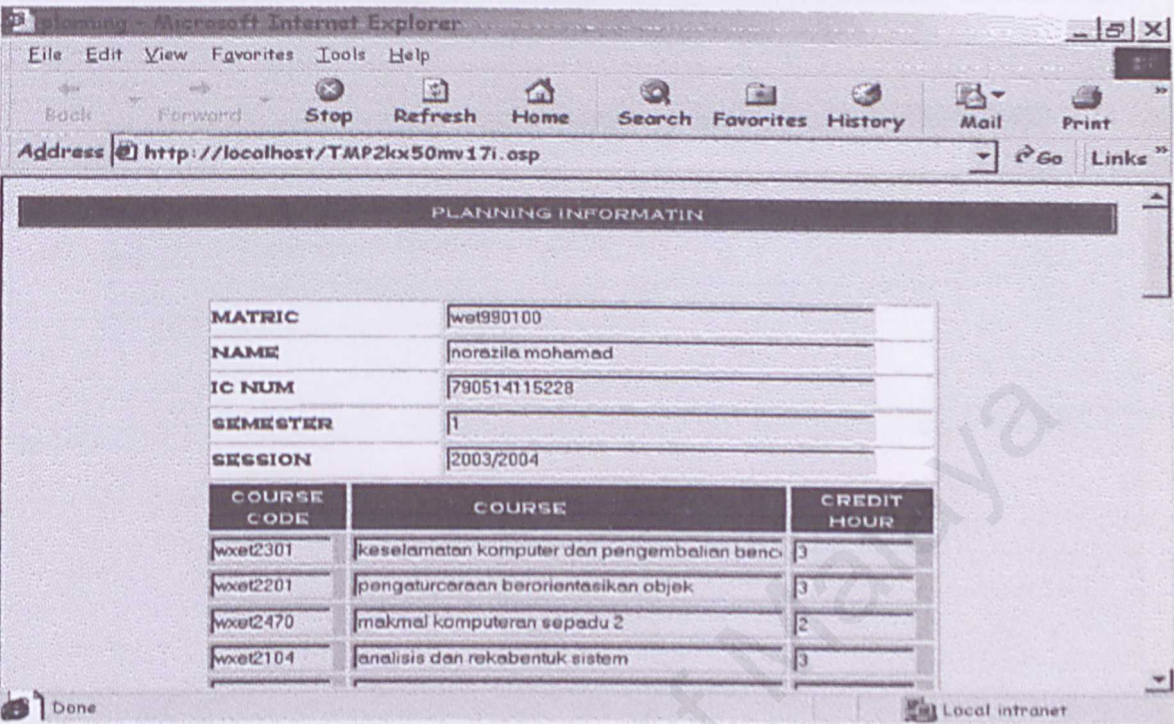 planning - Microsoft Internet Explorer
File Edit View Favorites Tools Help
Back Forward Stop Refresh Home Search Favorites History Mail Print
Address http://localhost/TMP2kx50mv17i.asp Go Links
PLANNING INFORMATIN
MATRIC wet990100
NAME norazila mohamad
IC NUM 790514115228
SEMESTER 1
SESSION 2003/2004
COURSE CODE COURSE CREDIT HOUR
wxet2301 keselamatan komputer dan pengembalian benc 3
wxet2201 pengaturcaraan berorientasikan objek 3
wxet2470 makmal komputeran sepadu 2 2
wxet2104 analisis dan rekabentuk sistem 3
Done Local intranet